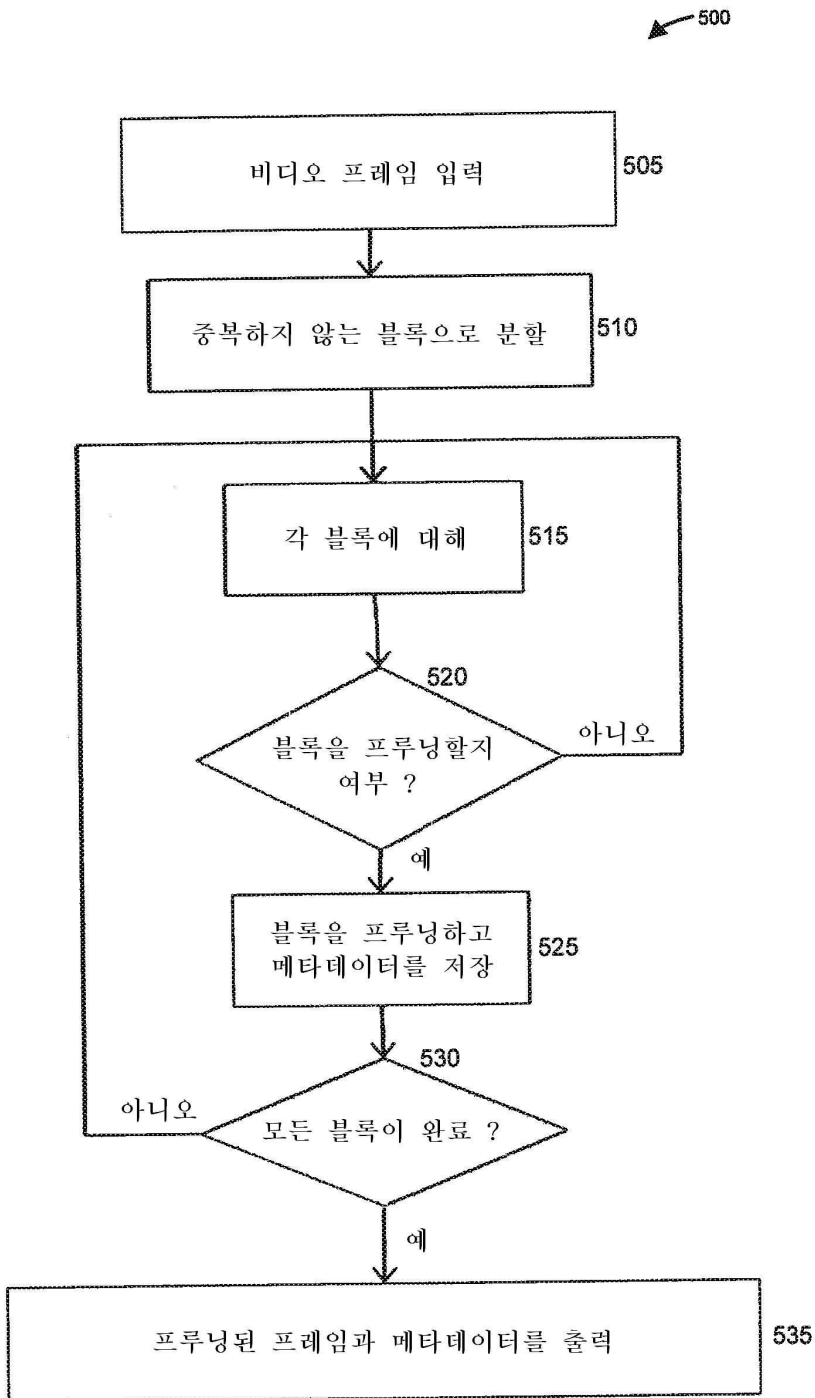 500
비디오 프레임 입력
505
중복하지 않는 블록으로 분할
510
각 블록에 대해
515
520
블록을 프루닝할지
여부 ?
아니오
예
블록을 프루닝하고
메타데이터를 저장
525
530
아니오
모든 블록이 완료 ?
예
프루닝된 프레임과 메타데이터를 출력
535